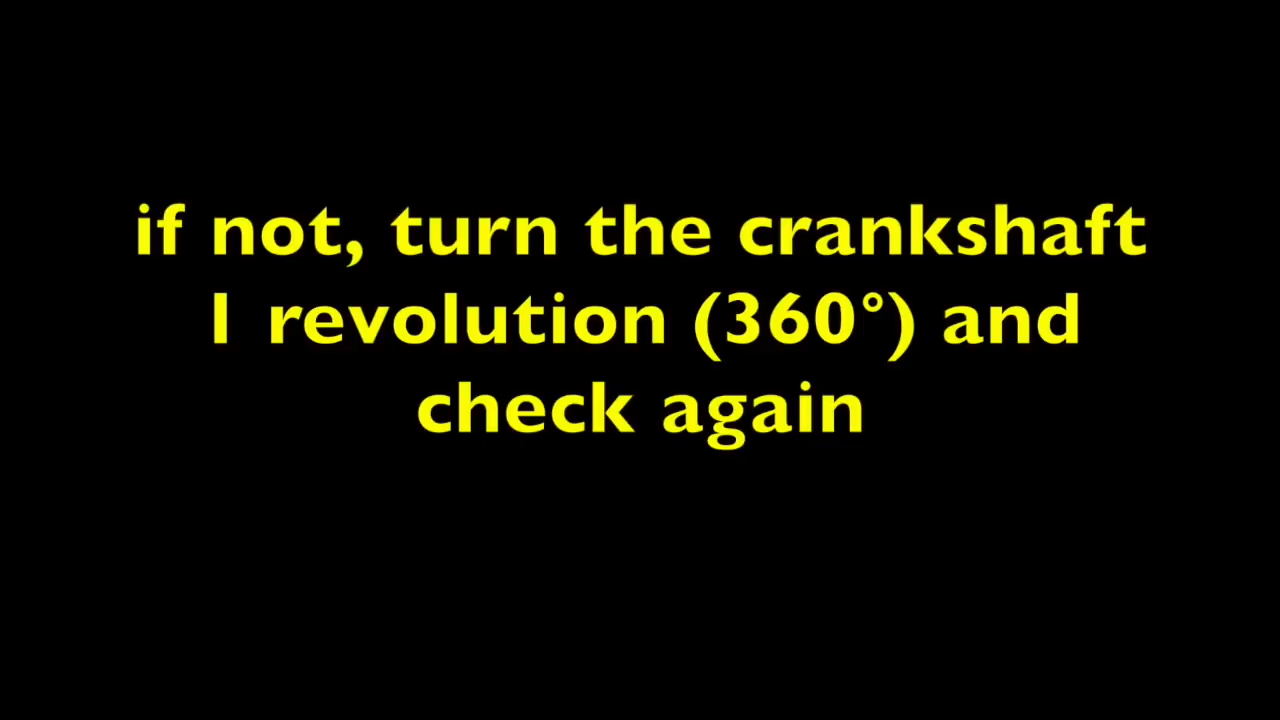 if not, turn the crankshaft
1 revolution (360°) and
check again